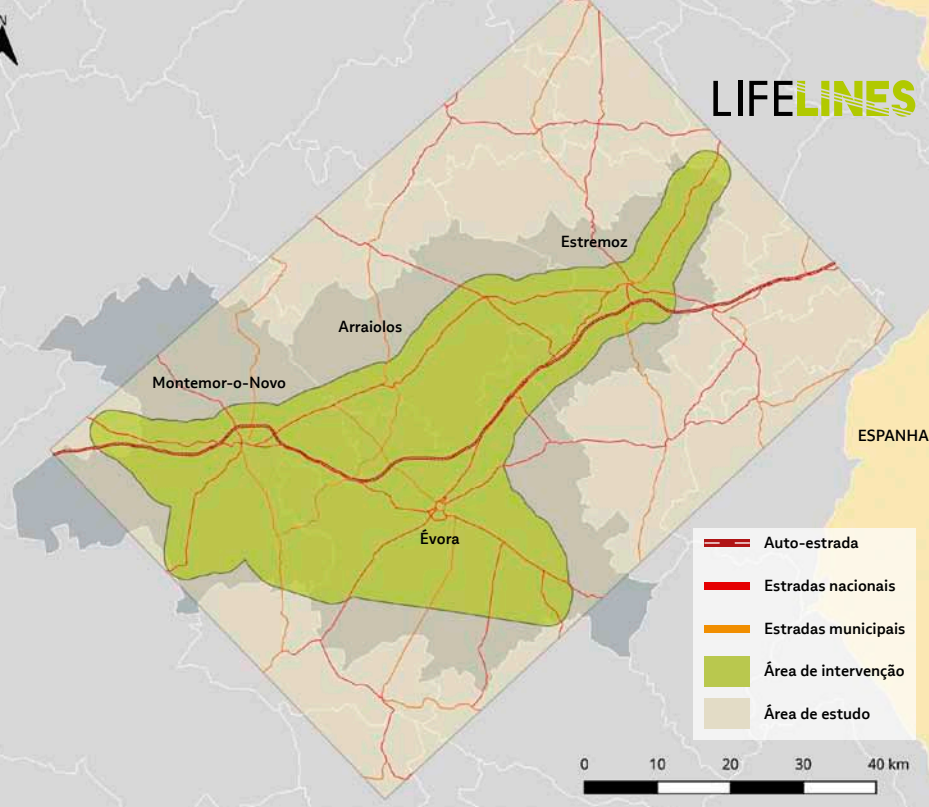 N
LIFELINES
Estremoz
Arraiolos
Montemor-o-Novo
ESPANHA
Évora
Auto-estrada
Estradas nacionais
Estradas municipais
Área de intervenção
Área de estudo
0 10 20 30 40 km